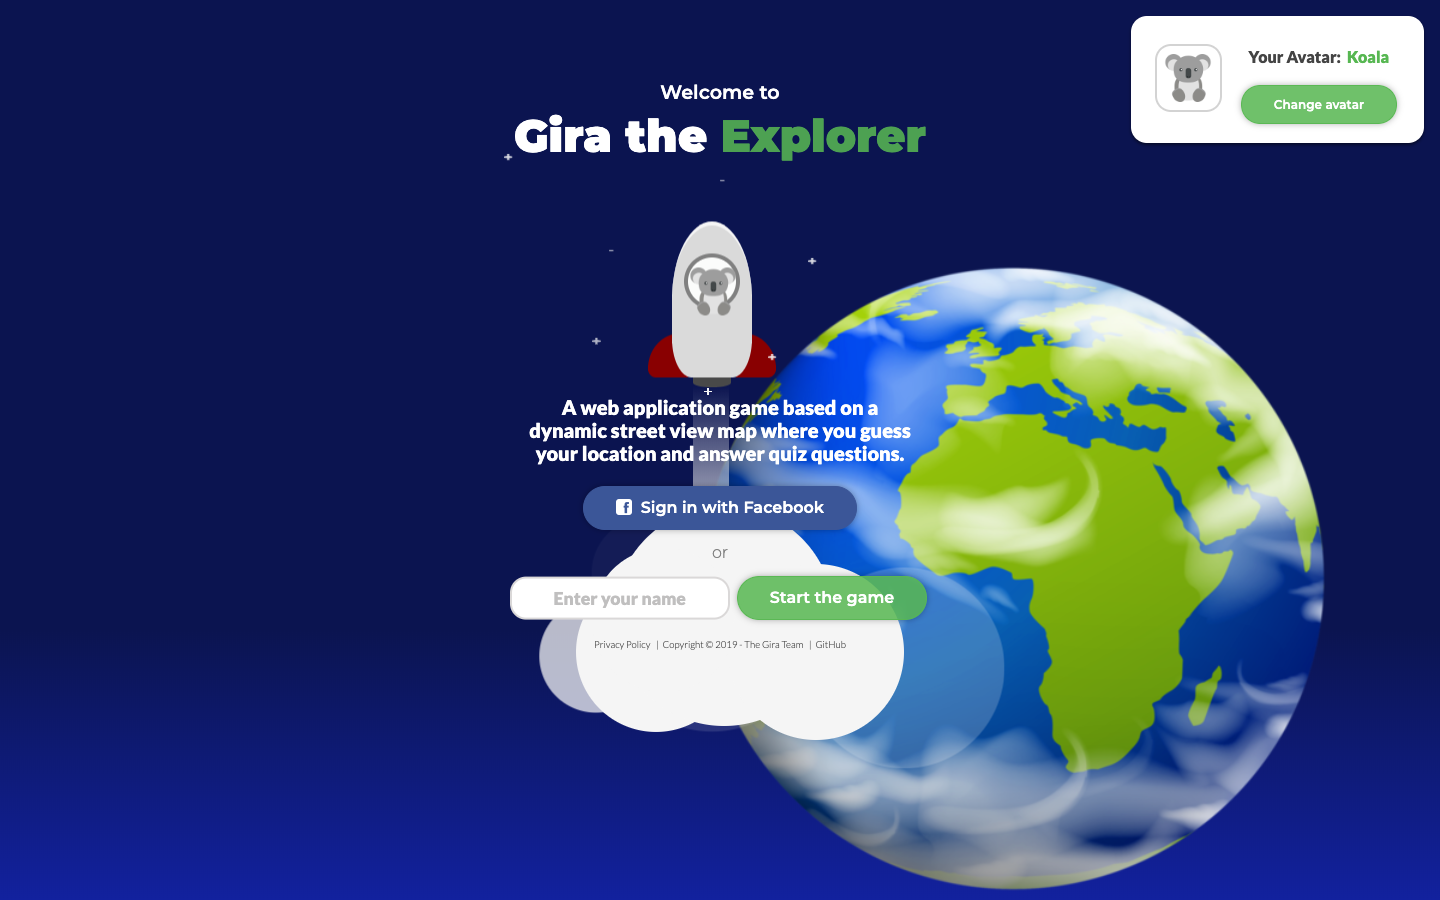 Welcome to
Gira the Explorer
Your Avatar: Koala
Change avatar
A web application game based on a
dynamic street view map where you guess
your location and answer quiz questions.
Sign in with Facebook
or
Enter your name
Start the game
Privacy Policy | Copyright © 2019 - The Gira Team | GitHub